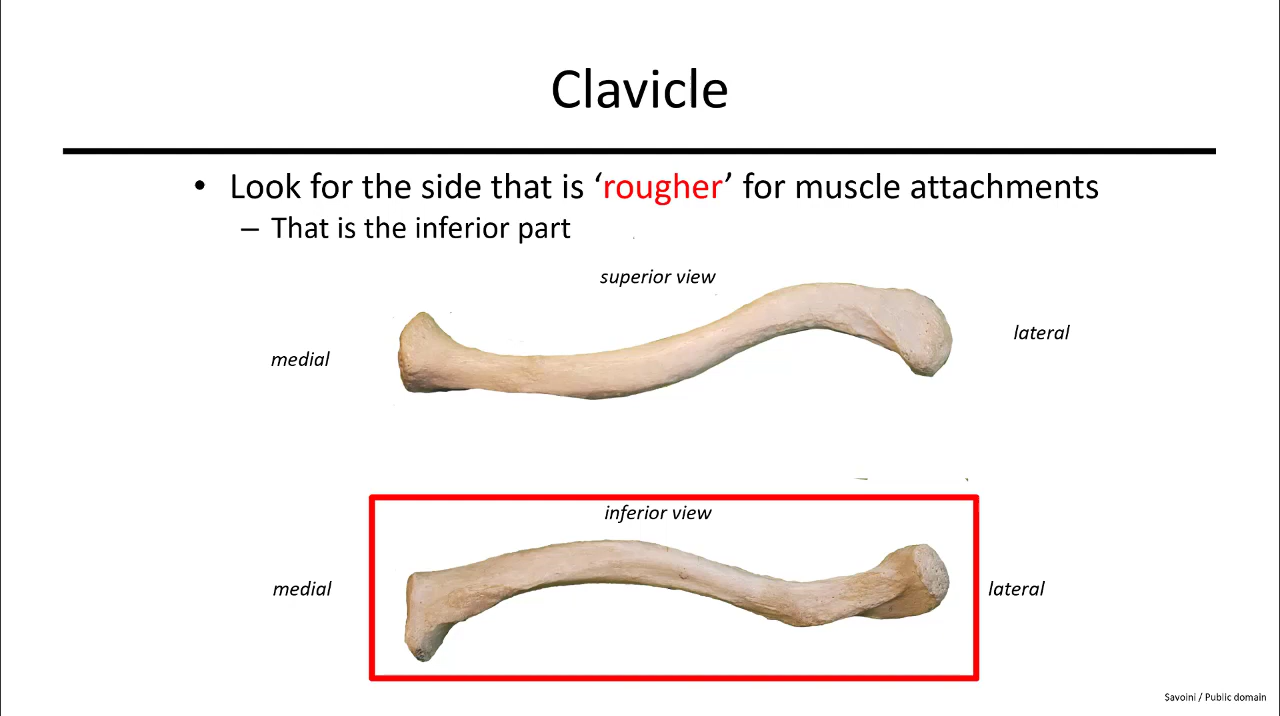 Clavicle
• Look for the side that is ‘rougher’ for muscle attachments
– That is the inferior part
superior view
lateral
medial
inferior view
medial
lateral
Savoini / Public domain